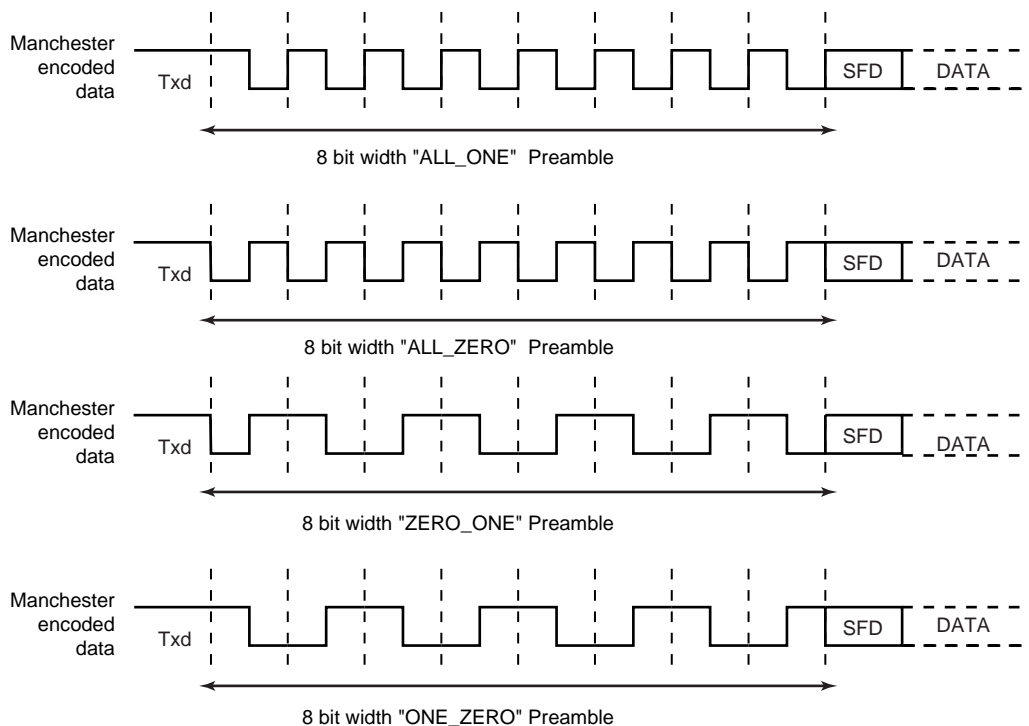 Manchester
encoded
data
Txd
SFD
DATA
8 bit width "ALL_ONE" Preamble
Manchester
encoded
data
Txd
SFD
DATA
8 bit width "ALL_ZERO" Preamble
Manchester
encoded
data
Txd
SFD
DATA
8 bit width "ZERO_ONE" Preamble
Manchester
encoded
data
Txd
SFD
DATA
8 bit width "ONE_ZERO" Preamble